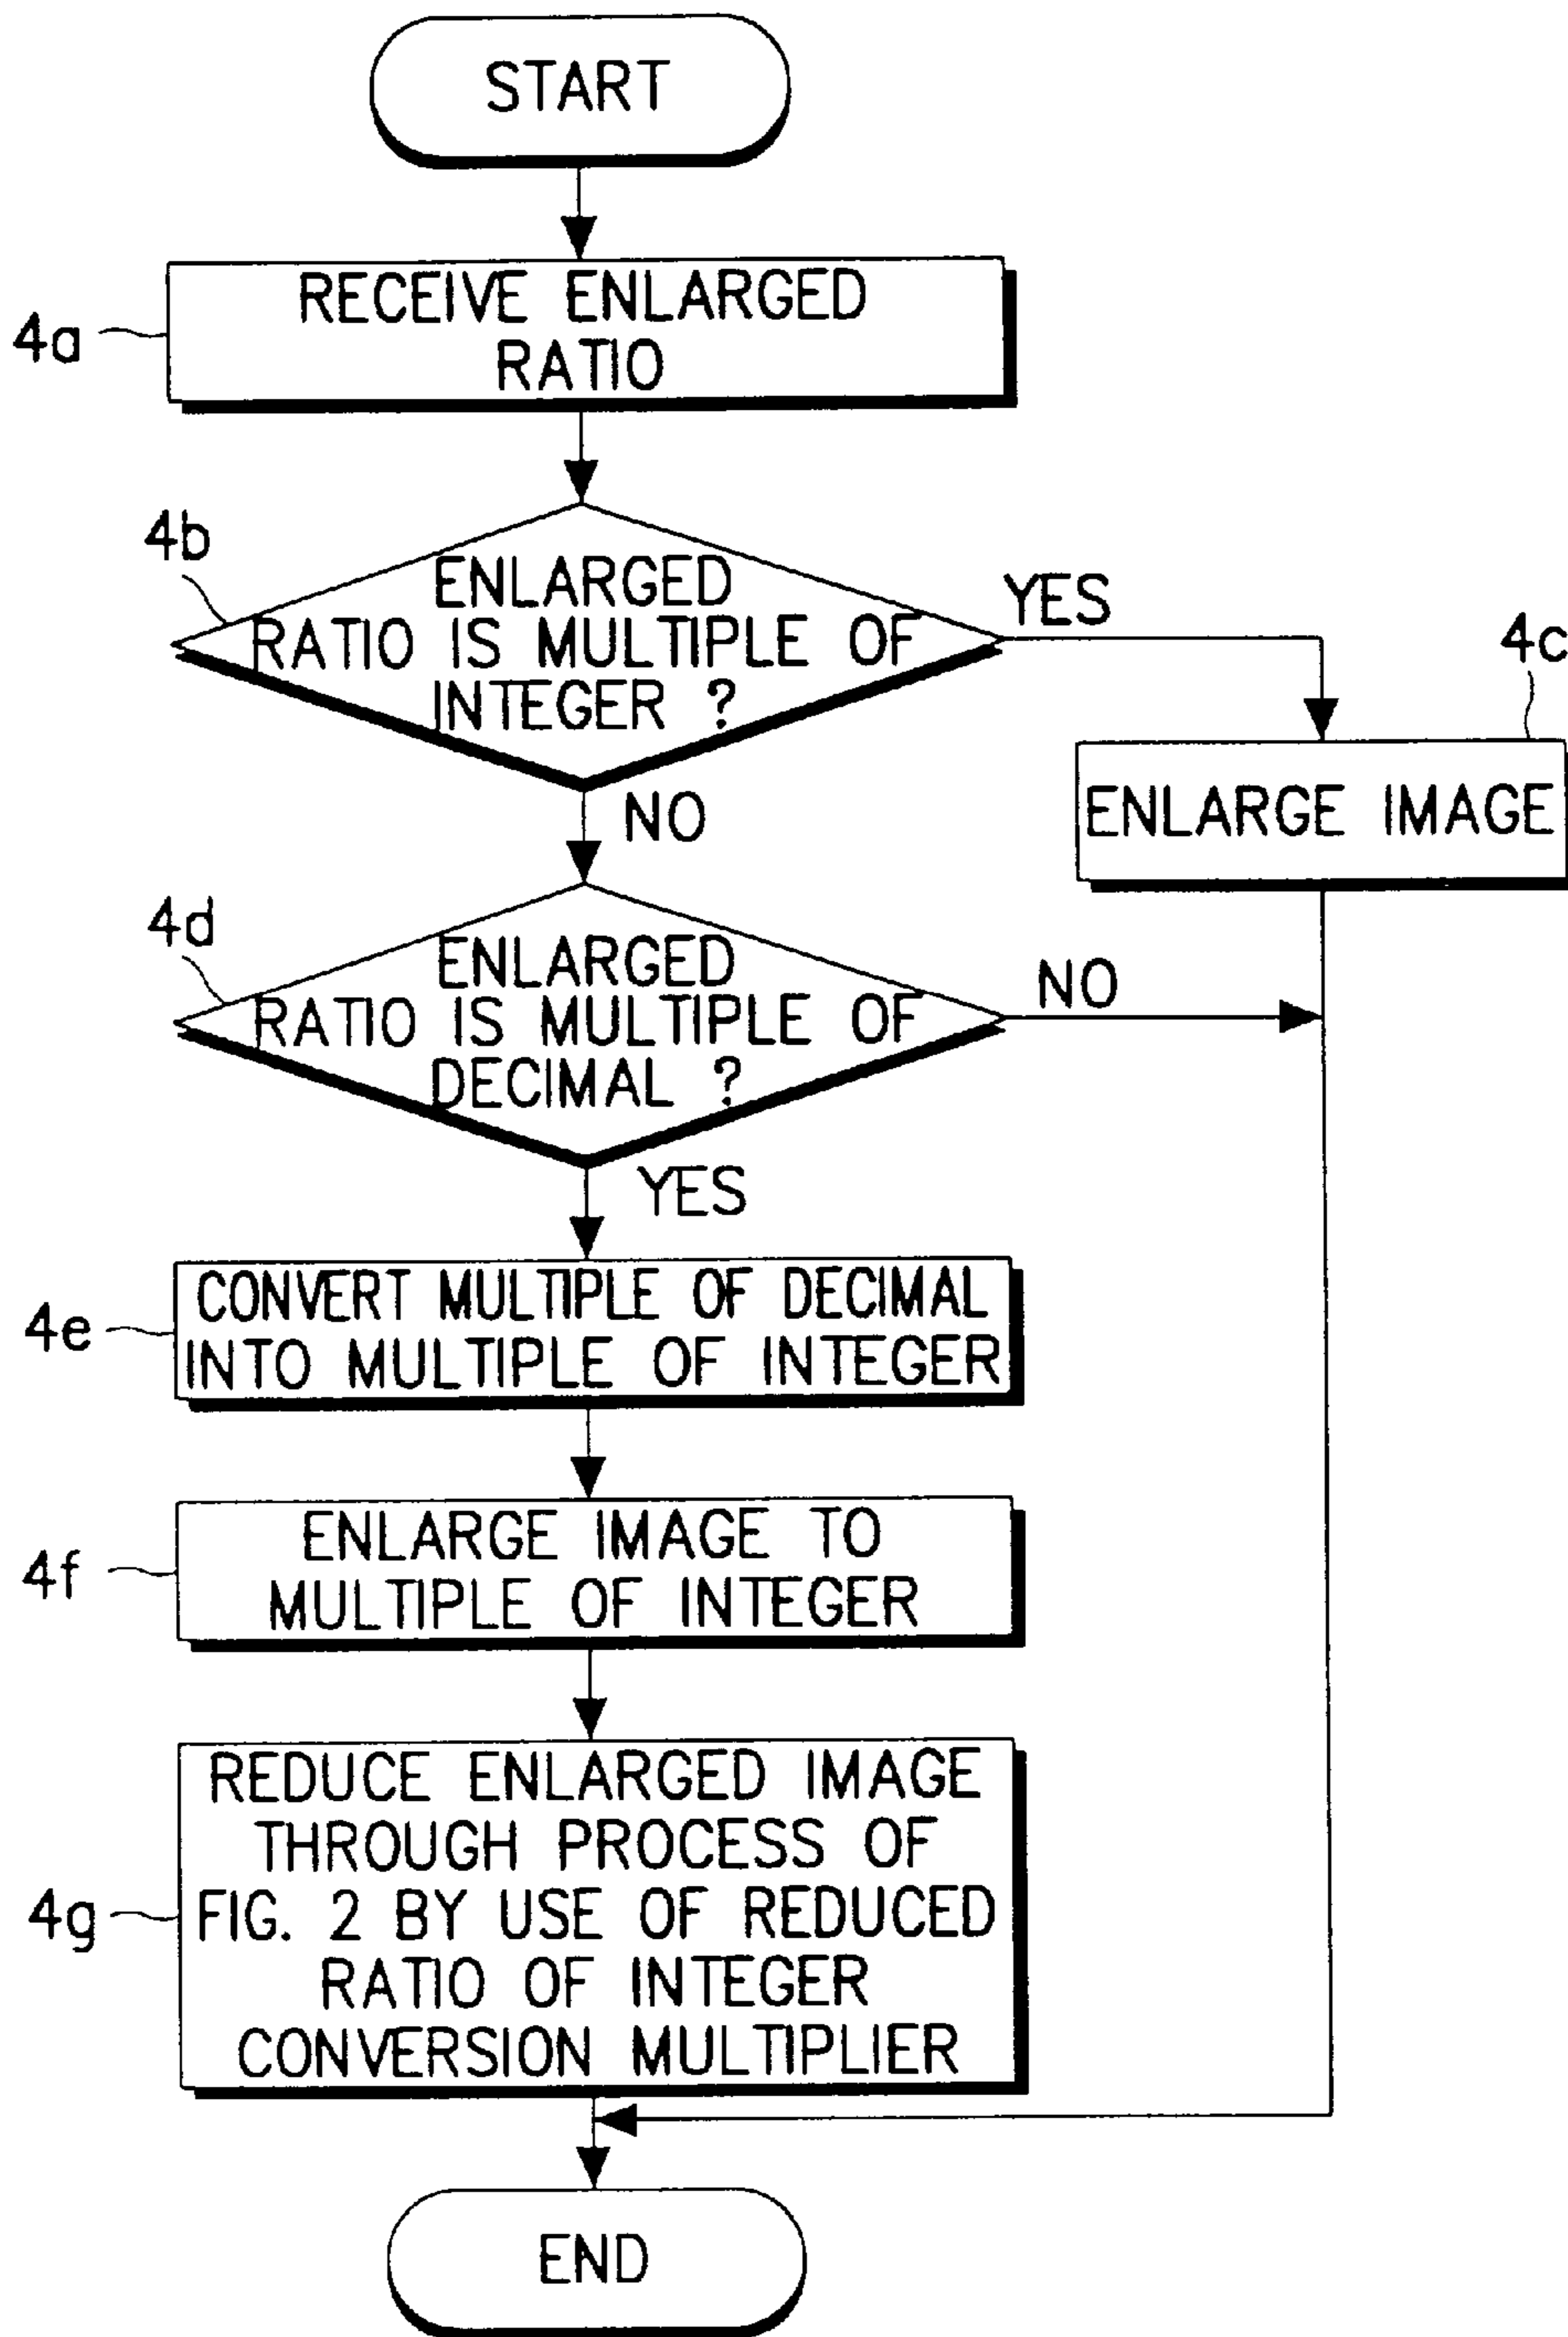 START
4a
RECEIVE ENLARGED
RATIO
4b
ENLARGED
RATIO IS MULTIPLE OF
INTEGER ?
YES
4c
ENLARGE IMAGE
NO
4d
ENLARGED
RATIO IS MULTIPLE OF
DECIMAL ?
NO
YES
4e
CONVERT MULTIPLE OF DECIMAL
INTO MULTIPLE OF INTEGER
4f
ENLARGE IMAGE TO
MULTIPLE OF INTEGER
4g
REDUCE ENLARGED IMAGE
THROUGH PROCESS OF
FIG. 2 BY USE OF REDUCED
RATIO OF INTEGER
CONVERSION MULTIPLIER
END